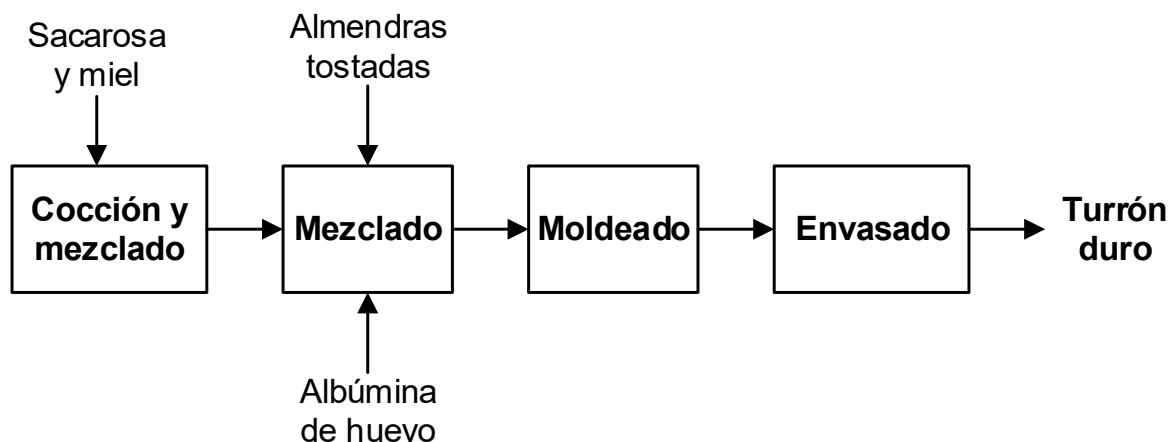 Sacarosa
y miel
Almendras
tostadas
Cocción y
mezclado
Mezclado
Moldeado
Envasado
Turrón
duro
Albúmina
de huevo